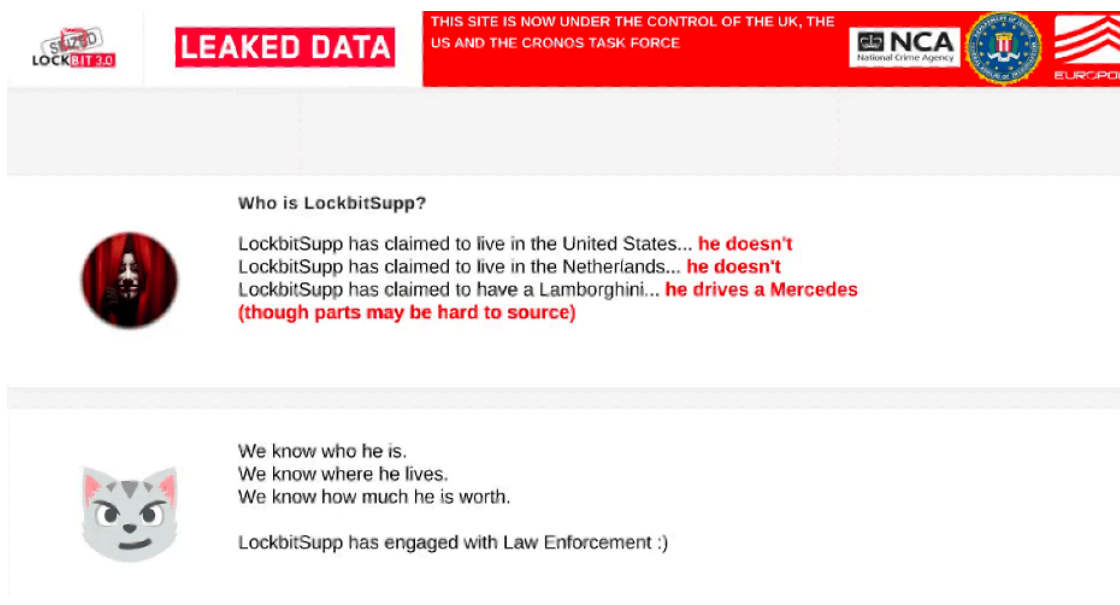 SEIZED
LOCKBIT 3.0
LEAKED DATA
THIS SITE IS NOW UNDER THE CONTROL OF THE UK, THE
US AND THE CRONOS TASK FORCE
NCA
National Crime Agency
Who is LockbitSupp?
LockbitSupp has claimed to live in the United States... he doesn't
LockbitSupp has claimed to live in the Netherlands... he doesn't
LockbitSupp has claimed to have a Lamborghini... he drives a Mercedes
(though parts may be hard to source)
We know who he is.
We know where he lives.
We know how much he is worth.
LockbitSupp has engaged with Law Enforcement :)